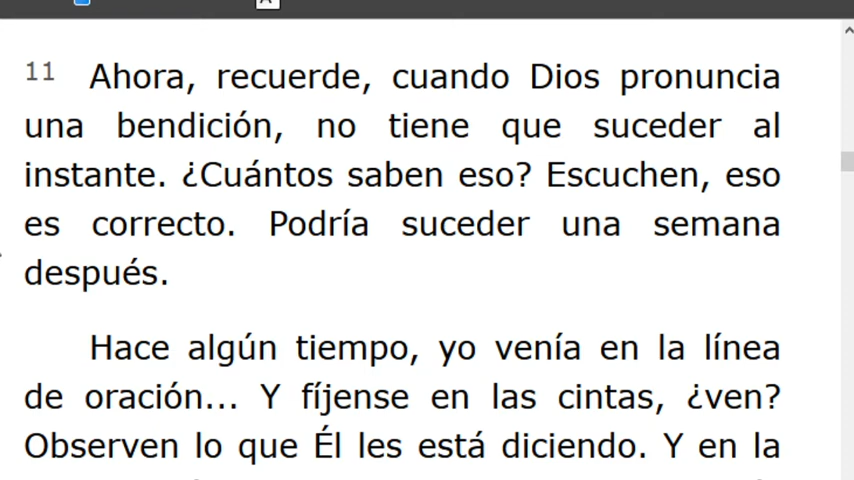 11 Ahora, recuerde, cuando Dios pronuncia
una bendición, no tiene que suceder al
instante. ¿Cuántos saben eso? Escuchen, eso
es correcto. Podría suceder una semana
después.
Hace algún tiempo, yo venía en la línea
de oración... Y fíjense en las cintas, ¿ven?
Observen lo que Él les está diciendo. Y en la